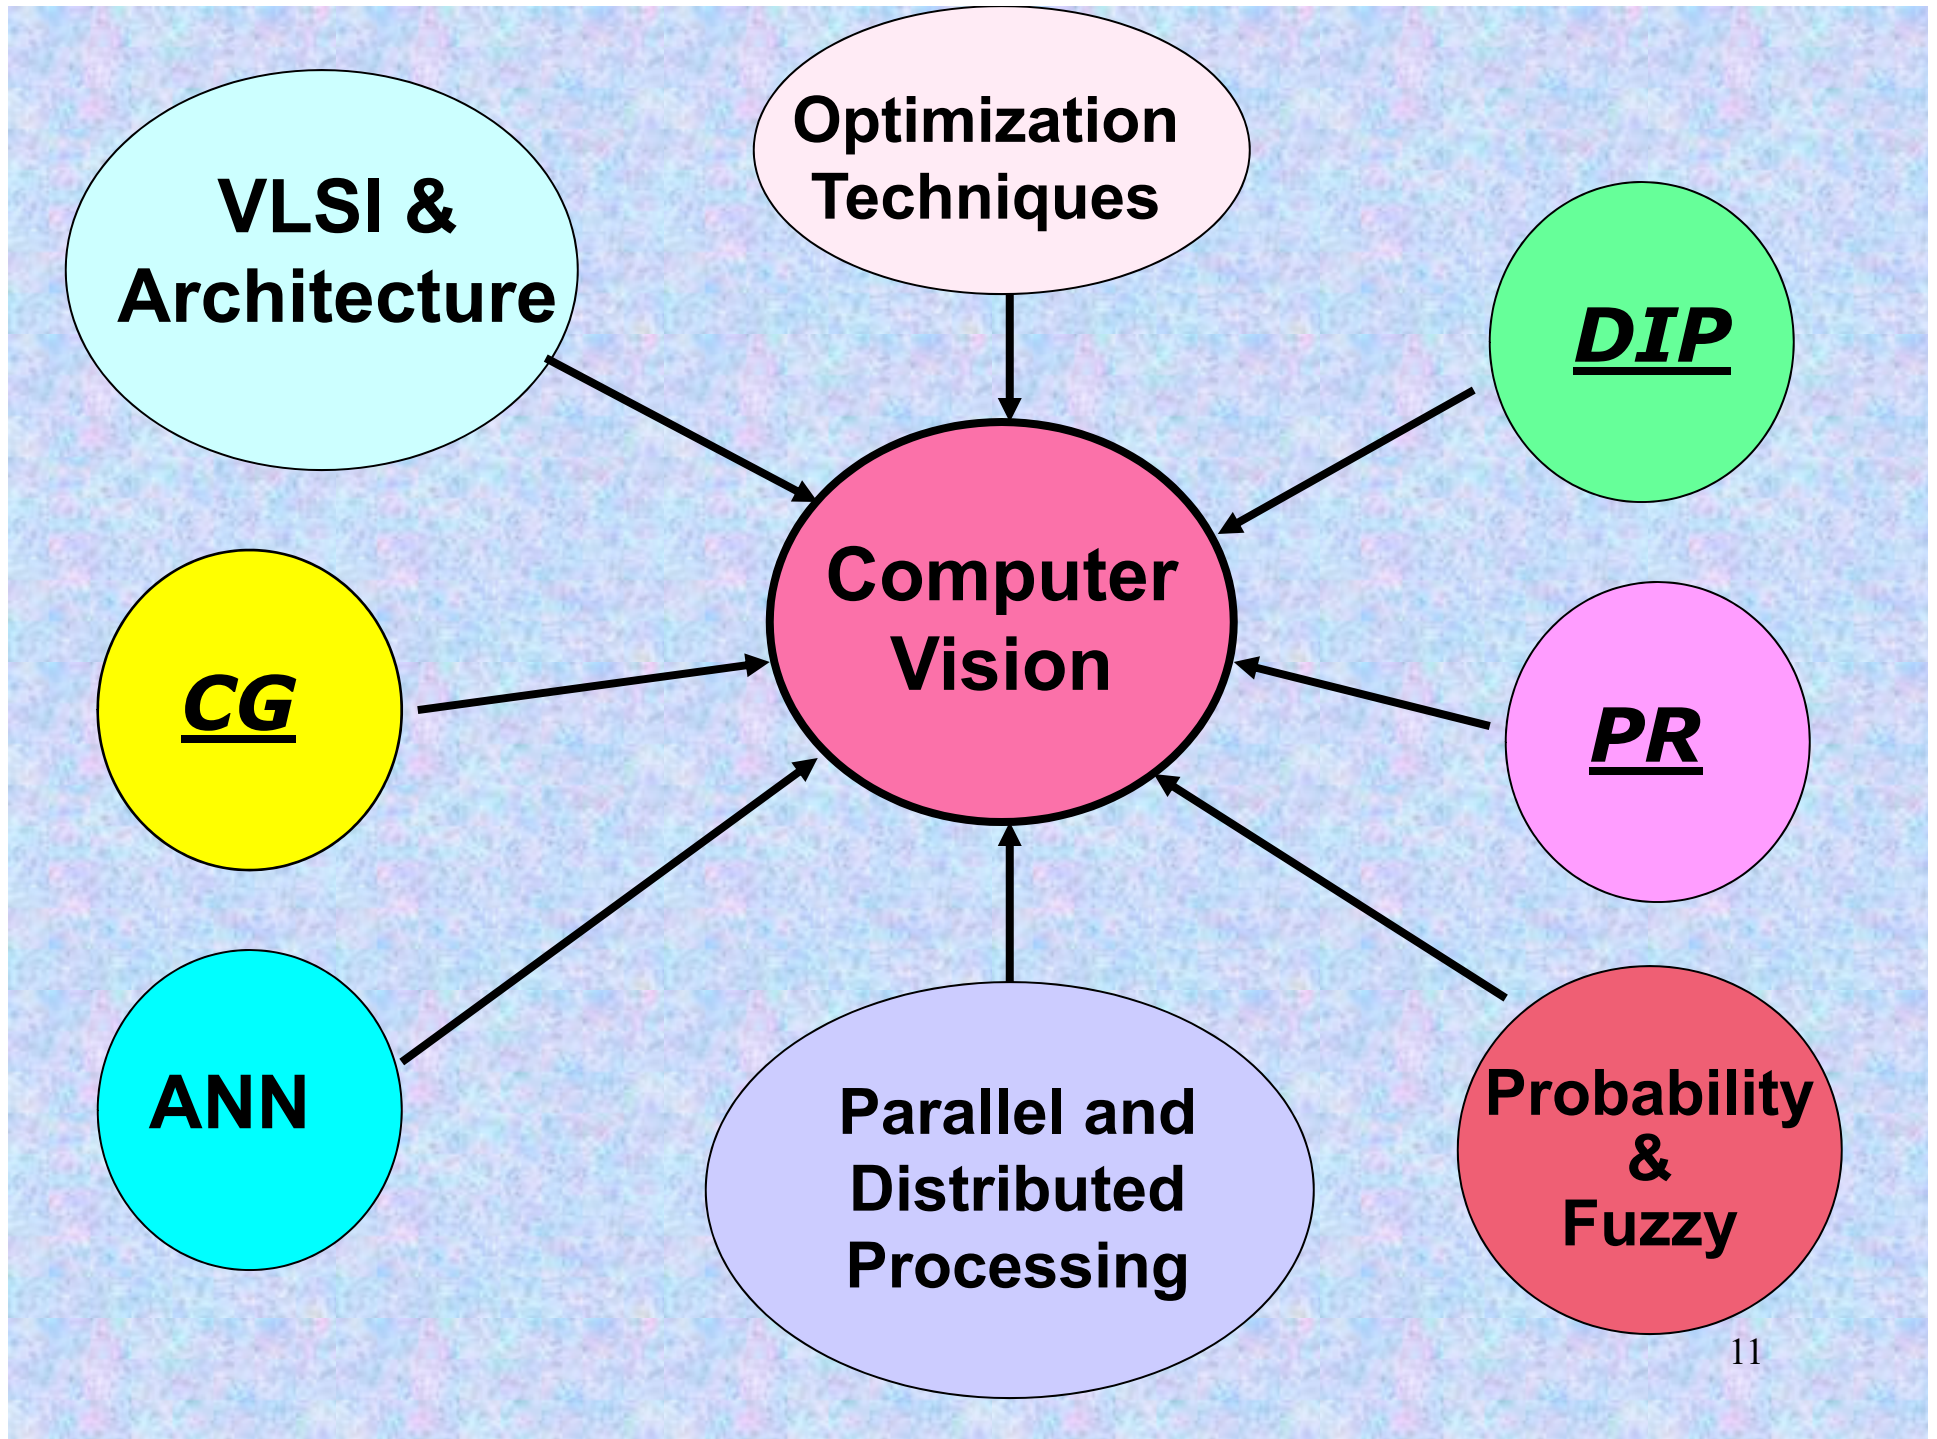 Optimization
Techniques
VLSI &
Architecture
DIP
Computer
Vision
CG
PR
ANN
Parallel and
Distributed
Processing
Probability
&
Fuzzy
11